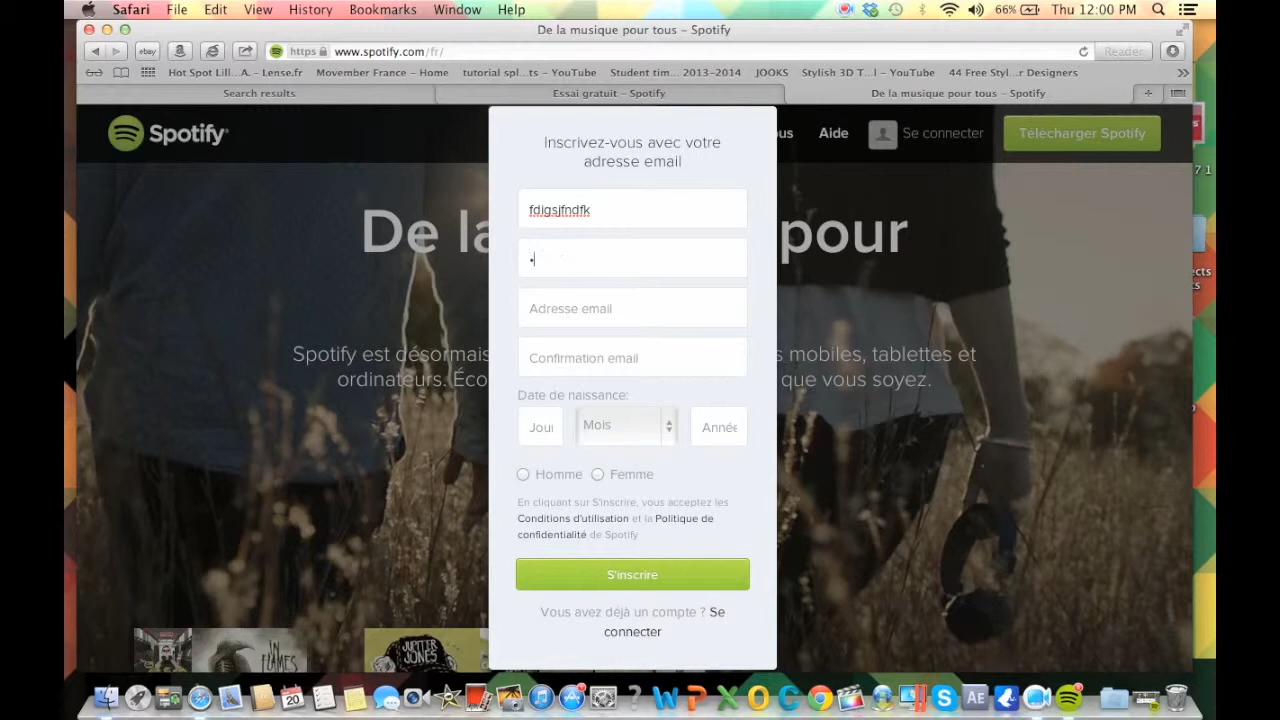 Safari File Edit View History Bookmarks Window Help 66% Thu 12:00 PM
De la musique pour tous – Spotify
ebay https www.spotify.com/fr/ Reader
Hot Spot Lill...A. – Lense.fr Movember France – Home tutorial spl...ts – YouTube Student tim... 2013–2014 JOOKS Stylish 3D T...l – YouTube 44 Free Styl...r Designers
Search results Essai gratuit – Spotify De la musique pour tous – Spotify
Spotify Aide Se connecter Télécharger Spotify
Inscrivez-vous avec votre
adresse email
fdigsjfndfk
De la pour
Adresse email
Spotify est désormais mobiles, tablettes et
Confirmation email
ordinateurs. que vous soyez.
Date de naissance:
Jour Mois Année
Homme Femme
En cliquant sur S'inscrire, vous acceptez les
Conditions d'utilisation et la Politique de
confidentialité de Spotify
S'inscrire
Vous avez déjà un compte ? Se
connecter
IN FLAMES
JUPITER JONES